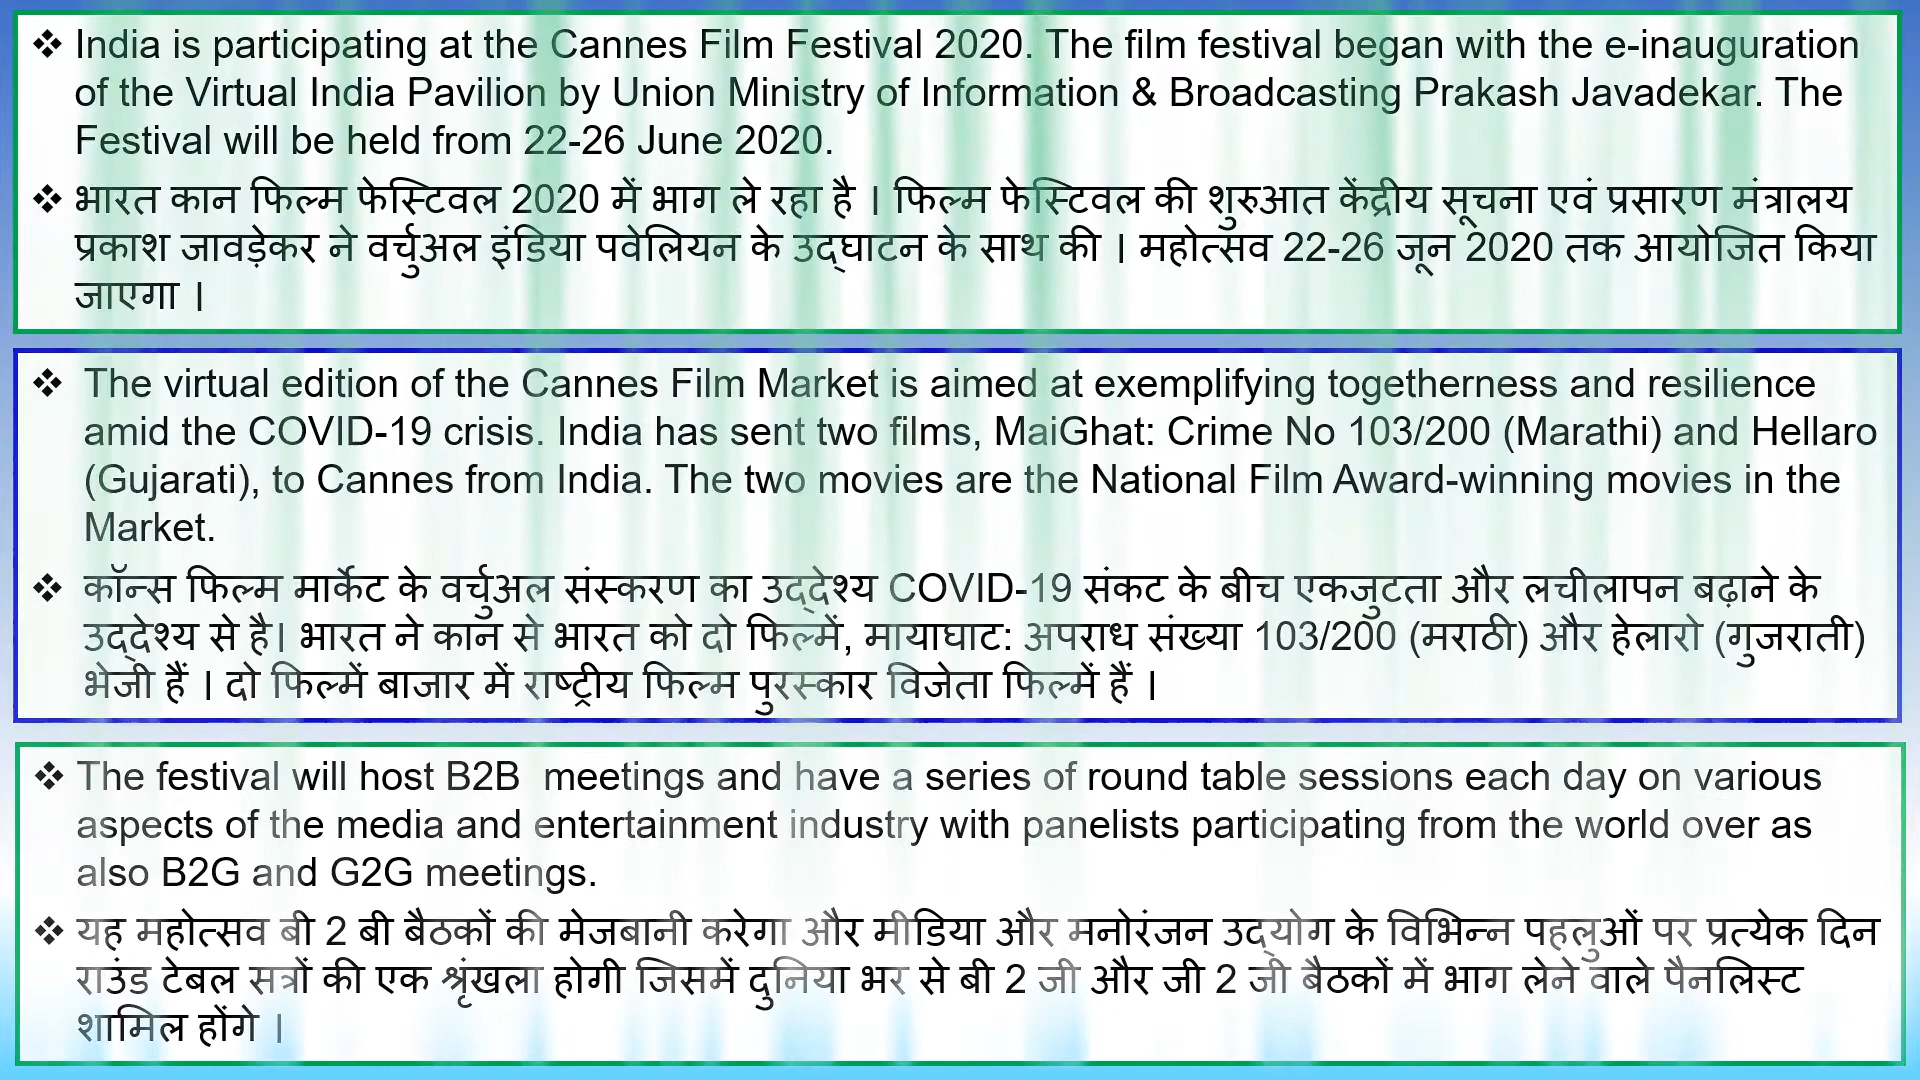 ❖ India is participating at the Cannes Film Festival 2020. The film festival began with the e-inauguration
of the Virtual India Pavilion by Union Ministry of Information & Broadcasting Prakash Javadekar. The
Festival will be held from 22-26 June 2020.
❖ भारत कान फिल्म फेस्टिवल 2020 में भाग ले रहा है । फिल्म फेस्टिवल की शुरुआत केंद्रीय सूचना एवं प्रसारण मंत्रालय
प्रकाश जावड़ेकर ने वर्चुअल इंडिया पवेलियन के उद्घाटन के साथ की । महोत्सव 22-26 जून 2020 तक आयोजित किया
जाएगा ।
❖ The virtual edition of the Cannes Film Market is aimed at exemplifying togetherness and resilience
amid the COVID-19 crisis. India has sent two films, MaiGhat: Crime No 103/200 (Marathi) and Hellaro
(Gujarati), to Cannes from India. The two movies are the National Film Award-winning movies in the
Market.
❖ कॉन्स फिल्म मार्केट के वर्चुअल संस्करण का उद्देश्य COVID-19 संकट के बीच एकजुटता और लचीलापन बढ़ाने के
उद्देश्य से है। भारत ने कान से भारत को दो फिल्में, मायाघाट: अपराध संख्या 103/200 (मराठी) और हेलारो (गुजराती)
भेजी हैं । दो फिल्में बाजार में राष्ट्रीय फिल्म पुरस्कार विजेता फिल्में हैं ।
❖ The festival will host B2B  meetings and have a series of round table sessions each day on various
aspects of the media and entertainment industry with panelists participating from the world over as
also B2G and G2G meetings.
❖ यह महोत्सव बी 2 बी बैठकों की मेजबानी करेगा और मीडिया और मनोरंजन उद्योग के विभिन्न पहलुओं पर प्रत्येक दिन
राउंड टेबल सत्रों की एक श्रृंखला होगी जिसमें दुनिया भर से बी 2 जी और जी 2 जी बैठकों में भाग लेने वाले पैनलिस्ट
शामिल होंगे ।